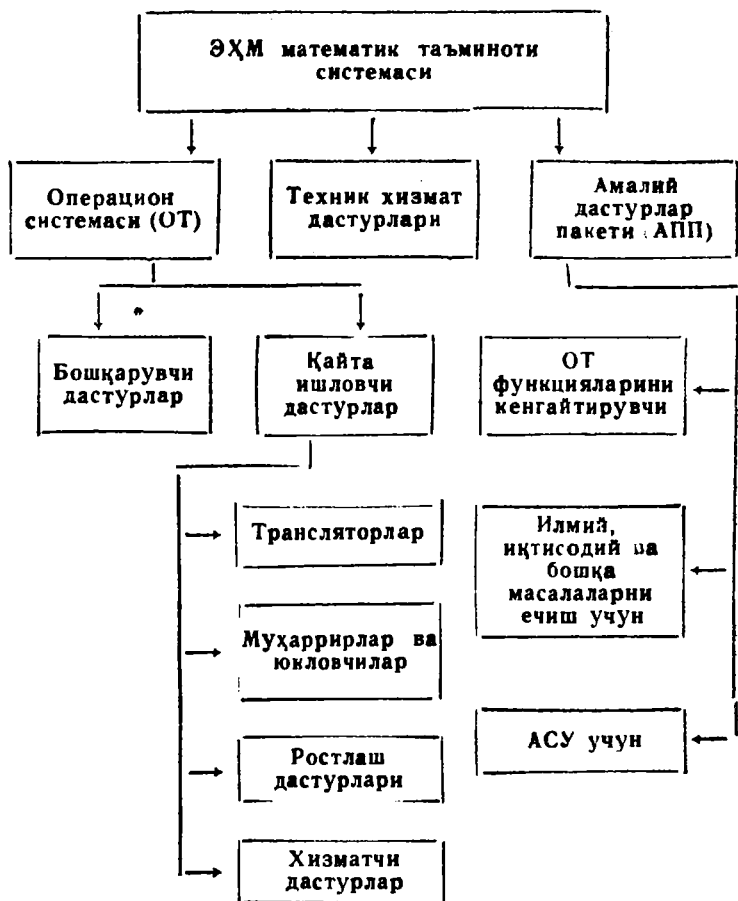 ЭҲМ математик таъминоти
системаси
Операцион
системаси (ОТ)
Техник хизмат
дастурлари
Амалий
дастурлар
пакети (АПП)
Бошқарувчи
дастурлар
Қайта
ишловчи
дастурлар
ОТ
функцияларини
кенгайтирувчи
Трансляторлар
Муҳаррирлар ва
юкловчилар
Ростлаш
дастурлари
Хизматчи
дастурлар
Илмий,
иқтисодий ва
бошқа
масалаларни
ечиш учун
АСУ учун